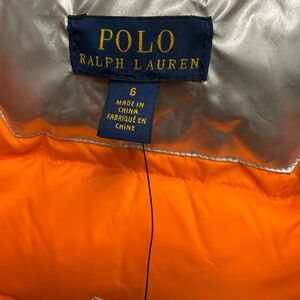 POLO
RALPH LAUREN
6
MADE IN
CHINA
FABRIQUÉ EN
CHINE